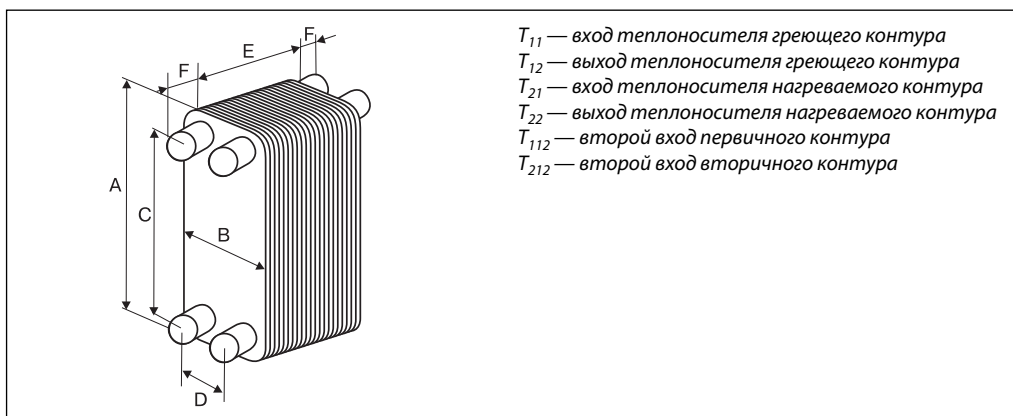 F
E
F
A
C
B
D
T₁₁ — вход теплоносителя греющего контура
T₁₂ — выход теплоносителя греющего контура
T₂₁ — вход теплоносителя нагреваемого контура
T₂₂ — выход теплоносителя нагреваемого контура
T₁₁₂ — второй вход первичного контура
T₂₁₂ — второй вход вторичного контура